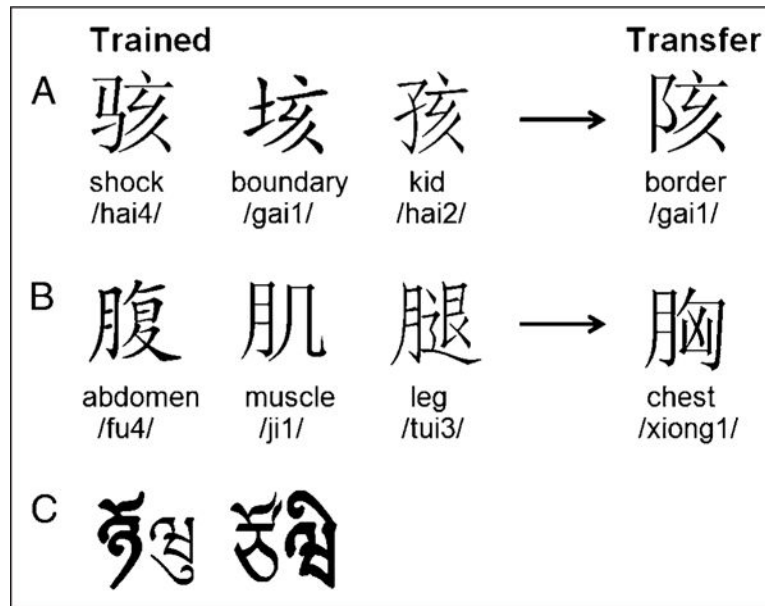 Trained Transfer
A 骇 垓 孩 陔
shock boundary kid border
/hai4/ /gai1/ /hai2/ /gai1/
B 腹 肌 腿 胸
abdomen muscle leg chest
/fu4/ /ji1/ /tui3/ /xiong1/
C